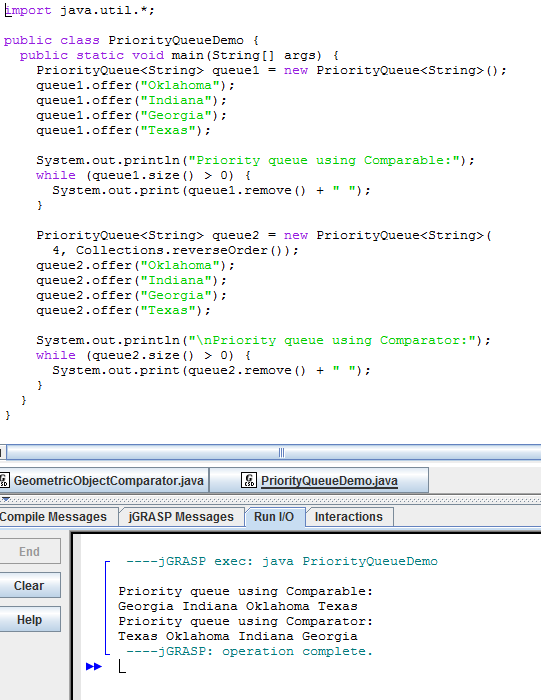 import java.util.*;
public class PriorityQueueDemo {
public static void main(String[] args) {
PriorityQueue<String> queue1 = new PriorityQueue<String>();
queue1.offer("Oklahoma");
queue1.offer("Indiana");
queue1.offer("Georgia");
queue1.offer("Texas");
System.out.println("Priority queue using Comparable:");
while (queue1.size() > 0) {
System.out.print(queue1.remove() + " ");
}
PriorityQueue<String> queue2 = new PriorityQueue<String>(
4, Collections.reverseOrder());
queue2.offer("Oklahoma");
queue2.offer("Indiana");
queue2.offer("Georgia");
queue2.offer("Texas");
System.out.println("\nPriority queue using Comparator:");
while (queue2.size() > 0) {
System.out.print(queue2.remove() + " ");
}
}
}
GeometricObjectComparator.java PriorityQueueDemo.java
Compile Messages jGRASP Messages Run I/O Interactions
End
Clear
Help
----jGRASP exec: java PriorityQueueDemo
Priority queue using Comparable:
Georgia Indiana Oklahoma Texas
Priority queue using Comparator:
Texas Oklahoma Indiana Georgia
----jGRASP: operation complete.